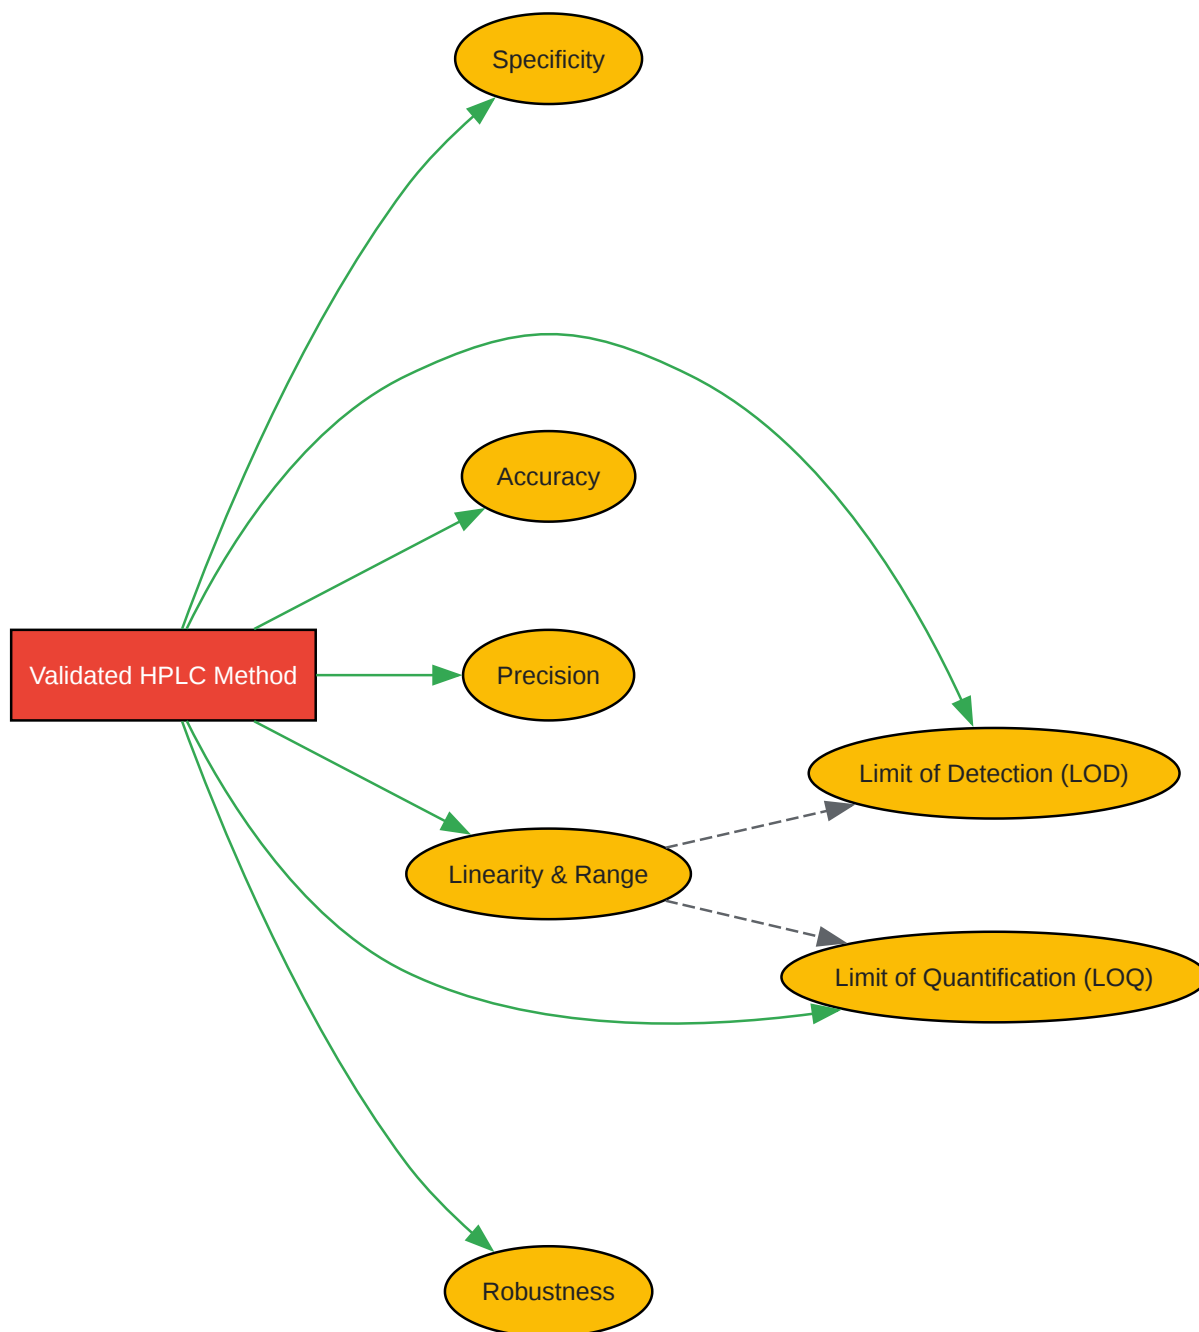 Specificity
Accuracy
Validated HPLC Method
Precision
Limit of Detection (LOD)
Linearity & Range
Limit of Quantification (LOQ)
Robustness